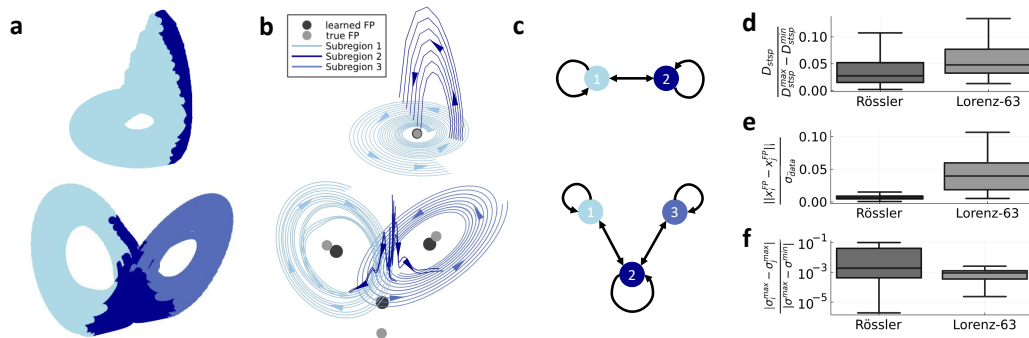 a
b
learned FP
true FP
Subregion 1
Subregion 2
Subregion 3
c
1
2
1
3
2
d
D_stsp
D_stsp^max − D_stsp^min
0.10
0.05
0.00
Rössler
Lorenz-63
e
||x_i^FP − x_j^FP||
σ_data
0.10
0.05
0.00
Rössler
Lorenz-63
f
|σ_i^max − σ_j^max|
|σ^max − σ^min|
10^-1
10^-3
10^-5
Rössler
Lorenz-63